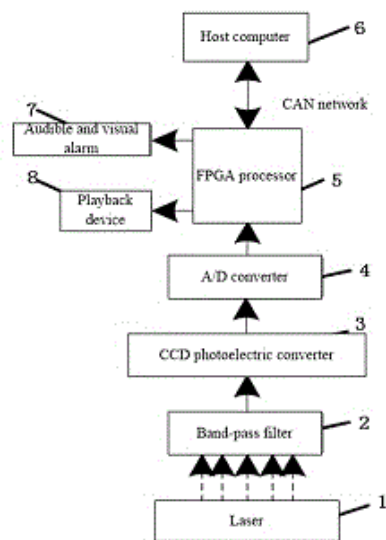 6
Host computer
CAN network
7
Audible and visual
alarm
8
Playback
device
FPGA processor
5
A/D converter
4
3
CCD photoelectric converter
2
Band-pass filter
1
Laser